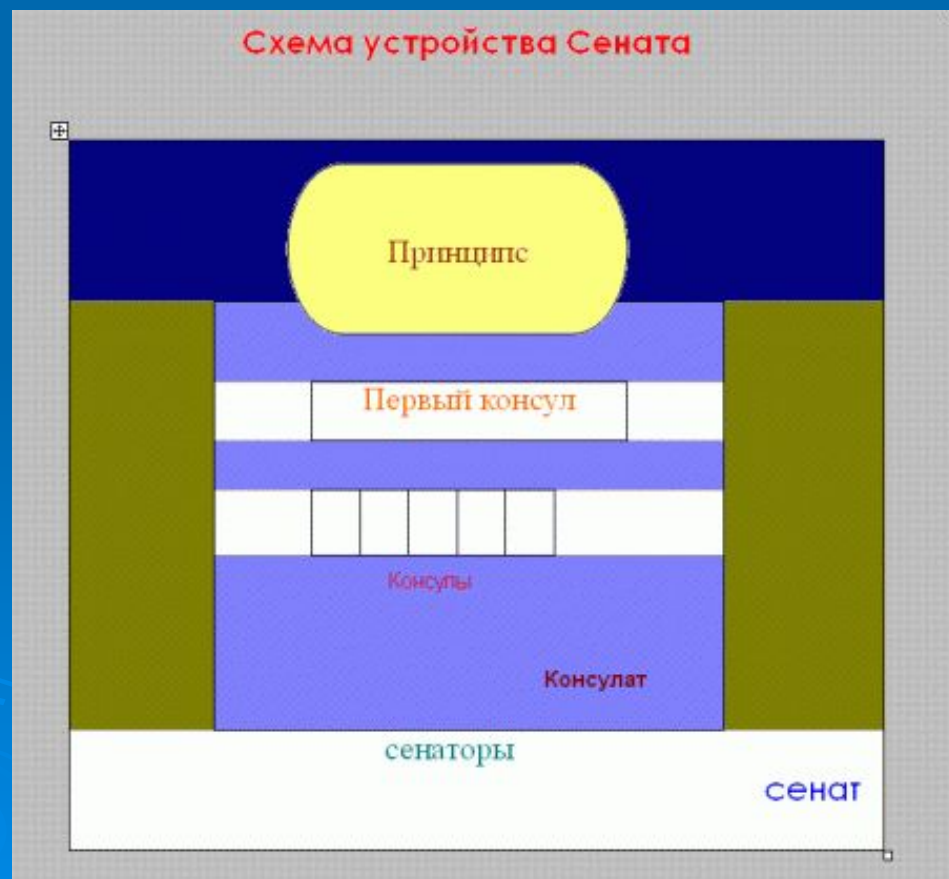 Схема устройства Сената
Принципс
Первый консул
Консулы
Консулат
сенаторы
сенат